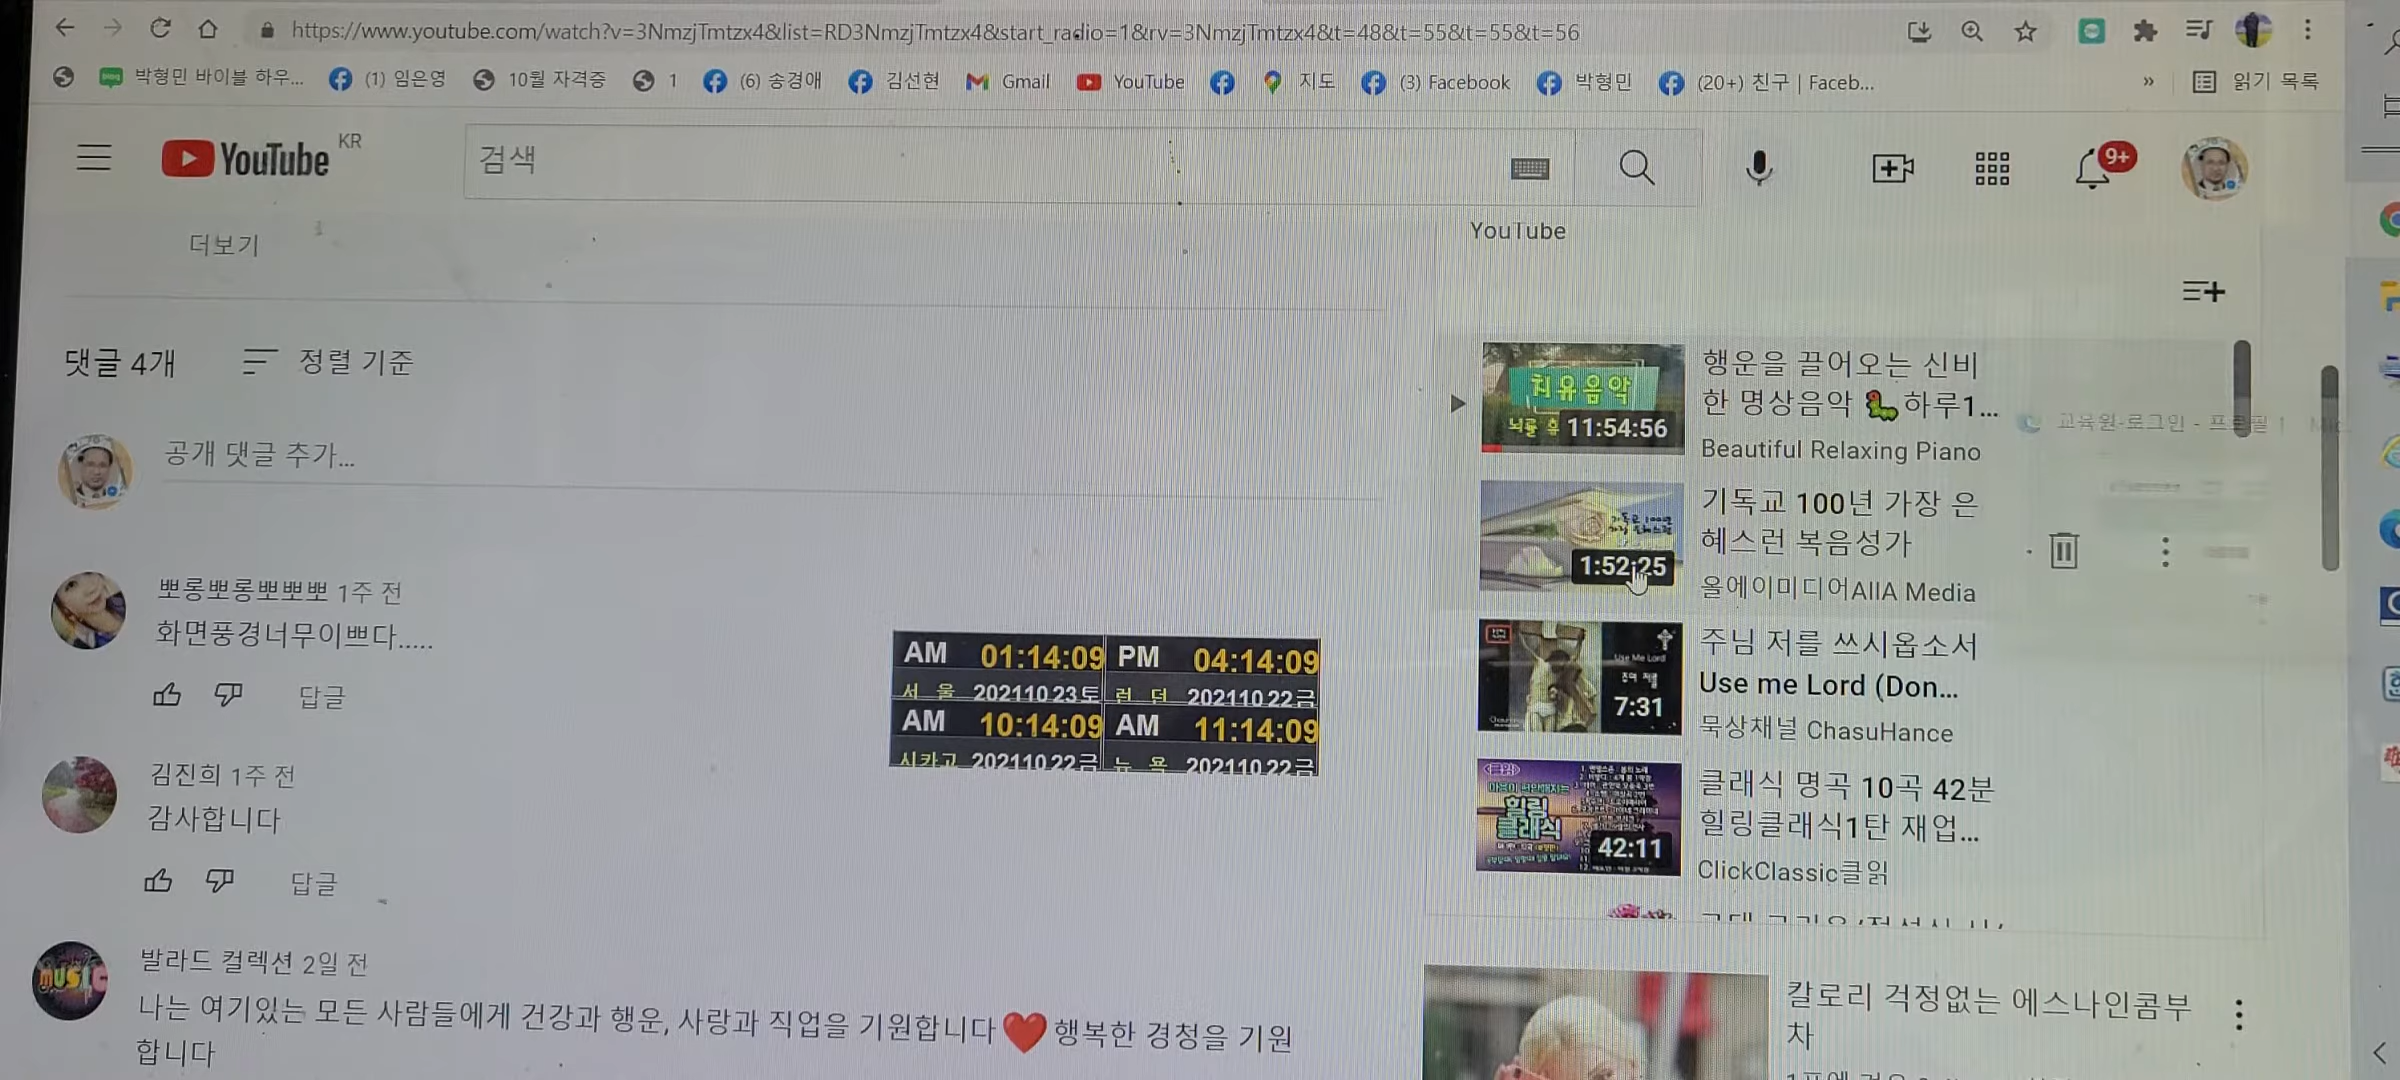 https://www.youtube.com/watch?v=3NmzjTmtzx4&list=RD3NmzjTmtzx4&start_radio=1&rv=3NmzjTmtzx4&t=48&t=55&t=55&t=56
박형민 바이블 하우... (1) 임은영 10월 자격증 1 (6) 송경애 김선현 Gmail YouTube 지도 (3) Facebook 박형민 (20+) 친구 | Faceb... » 읽기 목록
YouTube KR
검색
9+
더보기
YouTube
댓글 4개 정렬 기준
공개 댓글 추가...
뽀롱뽀롱뽀뽀뽀 1주 전
화면풍경너무이쁘다.....
답글
김진희 1주 전
감사합니다
답글
발라드 컬렉션 2일 전
MUSIC
나는 여기있는 모든 사람들에게 건강과 행운, 사랑과 직업을 기원합니다❤️행복한 경청을 기원
합니다
AM 01:14:09 PM 04:14:09
서 울 20211023토 런 던 20211022금
AM 10:14:09 AM 11:14:09
시카고 20211022금 뉴 욕 20211022금
치유음악
11:54:56
행운을 끌어오는 신비
한 명상음악 🐛하루1...
Beautiful Relaxing Piano
교육원-로그인 -
1:52:25
기독교 100년 가장 은
혜스런 복음성가
올에이미디어AllA Media
Use Me Lord
7:31
주님 저를 쓰시옵소서
Use me Lord (Don...
묵상채널 ChasuHance
힐링
클래식
42:11
클래식 명곡 10곡 42분
힐링클래식1탄 재업...
ClickClassic클읽
칼로리 걱정없는 에스나인콤부
차